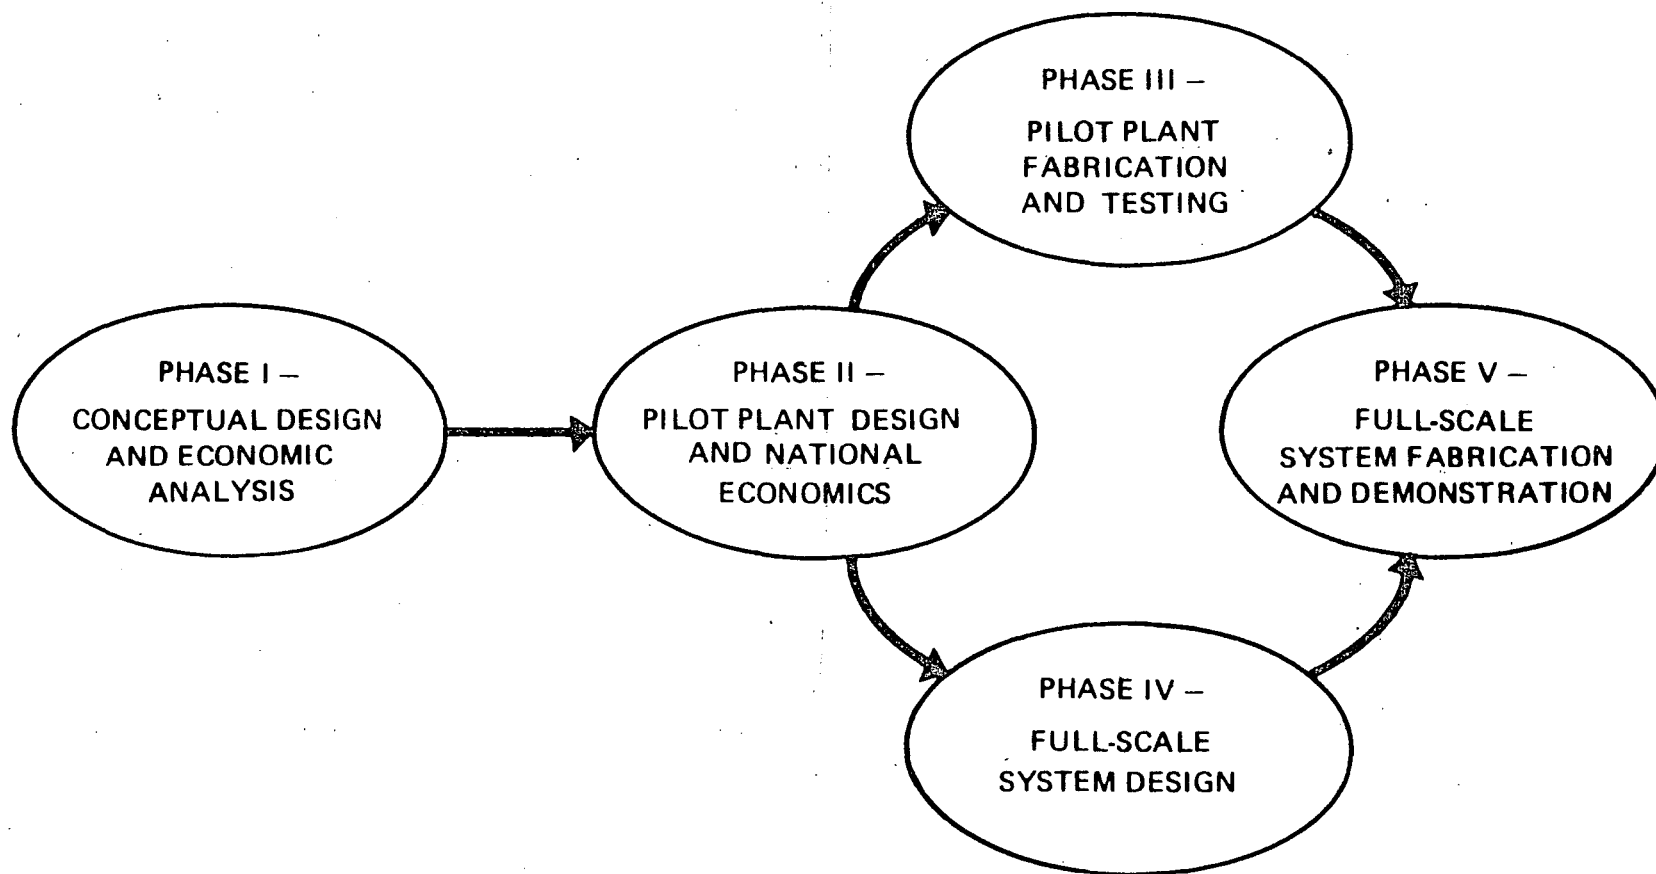 PHASE I –
CONCEPTUAL DESIGN
AND ECONOMIC
ANALYSIS
PHASE II –
PILOT PLANT DESIGN
AND NATIONAL
ECONOMICS
PHASE III –
PILOT PLANT
FABRICATION
AND TESTING
PHASE IV –
FULL-SCALE
SYSTEM DESIGN
PHASE V –
FULL-SCALE
SYSTEM FABRICATION
AND DEMONSTRATION